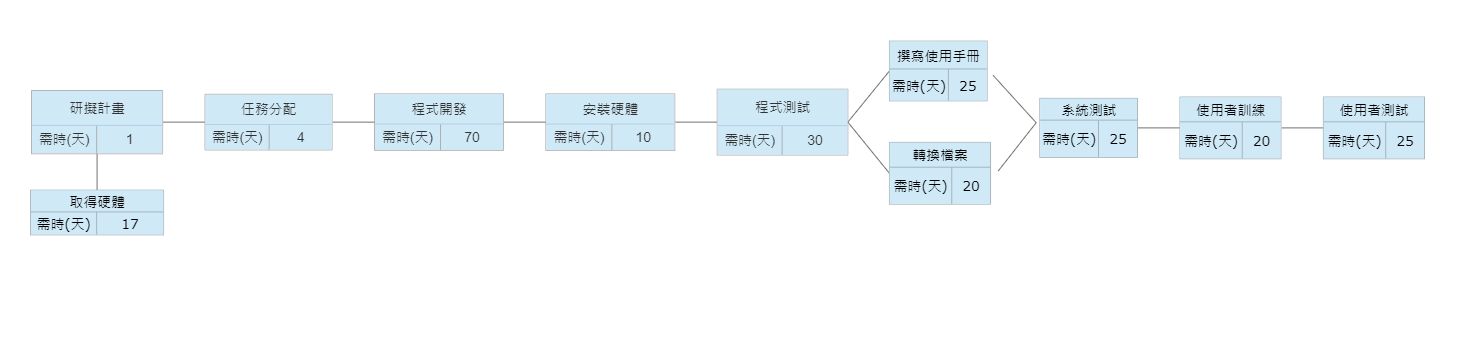 研擬計畫
需時(天) 1
取得硬體
需時(天) 17
任務分配
需時(天) 4
程式開發
需時(天) 70
安裝硬體
需時(天) 10
程式測試
需時(天) 30
撰寫使用手冊
需時(天) 25
轉換檔案
需時(天) 20
系統測試
需時(天) 25
使用者訓練
需時(天) 20
使用者測試
需時(天) 25